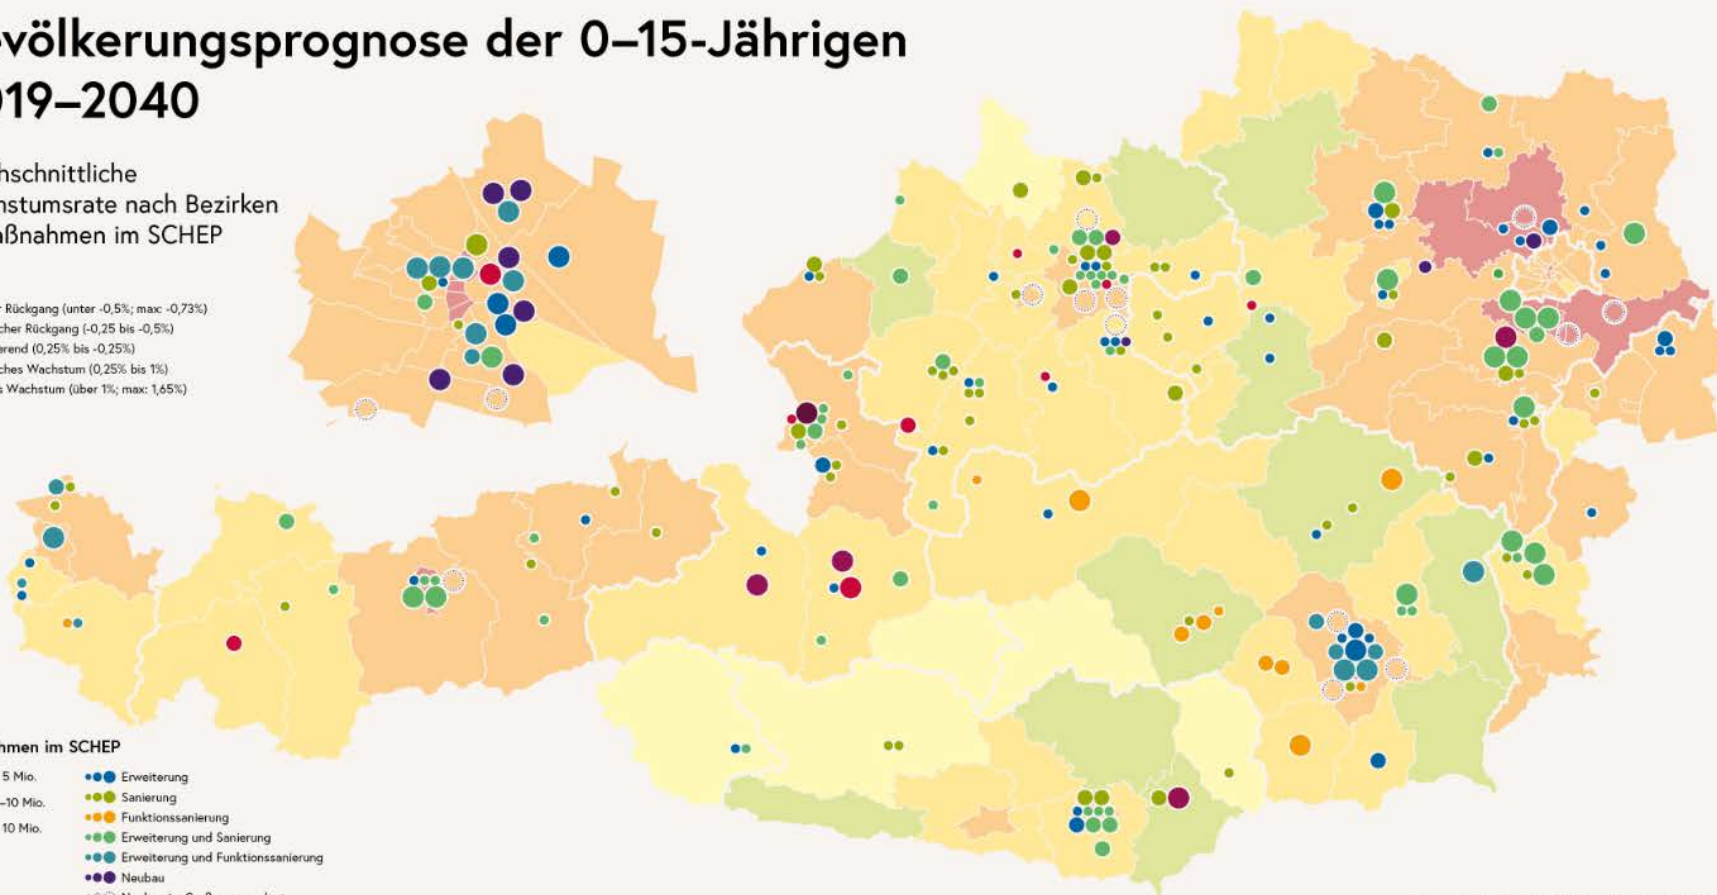 völkerungsprognose der 0–15-Jährigen
19–2040
hschnittliche
nstumsrate nach Bezirken
aßnahmen im SCHEP
r Rückgang (unter -0,5%; max: -0,73%)
cher Rückgang (-0,25 bis -0,5%)
erend (0,25% bis -0,25%)
ches Wachstum (0,25% bis 1%)
s Wachstum (über 1%; max: 1,65%)
hmen im SCHEP
5 Mio.
–10 Mio.
10 Mio.
Erweiterung
Sanierung
Funktionssanierung
Erweiterung und Sanierung
Erweiterung und Funktionssanierung
Neubau